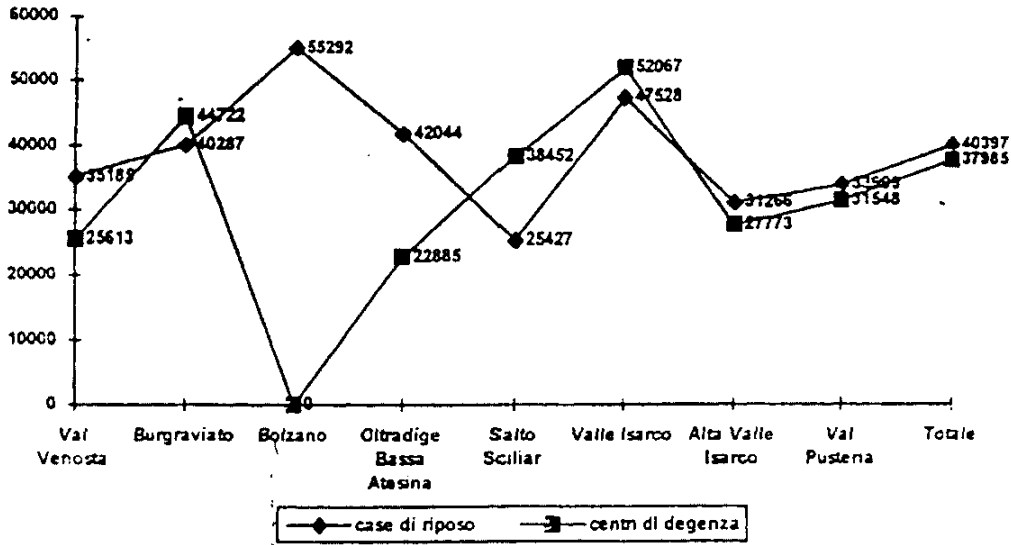 60000
50000
40000
30000
20000
10000
0
35189
25613
44722
40287
55292
0
42044
22885
38452
25427
52067
47528
31266
27773
31548
40397
37985
Val
Venosta
Burgraviato
Bolzano
Oltradige
Bassa
Atesina
Salto
Sciliar
Valle Isarco
Alta Valle
Isarco
Val
Pusteria
Totale
case di riposo
centri di degenza